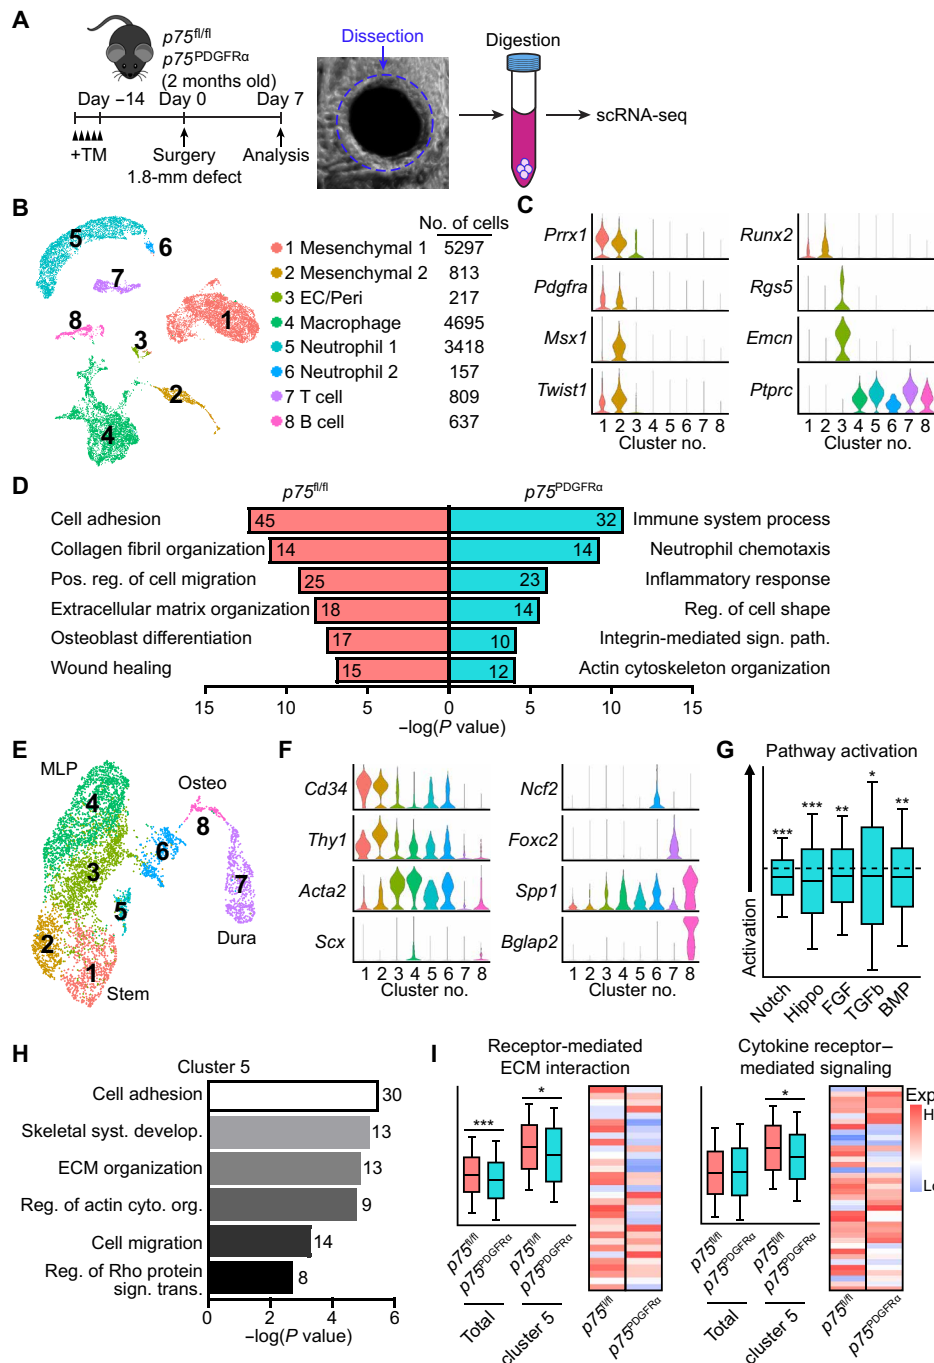 A
p75fl/fl
p75PDGFRα
(2 months old)
Day –14
Day 0
Day 7
+TM
Surgery
1.8-mm defect
Analysis
Dissection
Digestion
scRNA-seq
B
No. of cells
1 Mesenchymal 1 5297
2 Mesenchymal 2 813
3 EC/Peri 217
4 Macrophage 4695
5 Neutrophil 1 3418
6 Neutrophil 2 157
7 T cell 809
8 B cell 637
5
6
7
8
3
1
2
4
C
Prrx1
Pdgfra
Msx1
Twist1
1 2 3 4 5 6 7 8
Cluster no.
Runx2
Rgs5
Emcn
Ptprc
1 2 3 4 5 6 7 8
Cluster no.
D
p75fl/fl
p75PDGFRα
Cell adhesion 45 32 Immune system process
Collagen fibril organization 14 14 Neutrophil chemotaxis
Pos. reg. of cell migration 25 23 Inflammatory response
Extracellular matrix organization 18 14 Reg. of cell shape
Osteoblast differentiation 17 10 Integrin-mediated sign. path.
Wound healing 15 12 Actin cytoskeleton organization
15 10 5 0 5 10 15
–log(P value)
E
MLP
4
3
2
1
Stem
5
6
Osteo
8
7
Dura
F
Cd34
Thy1
Acta2
Scx
1 2 3 4 5 6 7 8
Cluster no.
Ncf2
Foxc2
Spp1
Bglap2
1 2 3 4 5 6 7 8
Cluster no.
G
Pathway activation
Activation
***
***
**
*
**
Notch
Hippo
FGF
TGFb
BMP
H
Cluster 5
Cell adhesion 30
Skeletal syst. develop. 13
ECM organization 13
Reg. of actin cyto. org. 9
Cell migration 14
Reg. of Rho protein
sign. trans. 8
0 2 4 6
–log(P value)
I
Receptor-mediated
ECM interaction
***
*
p75fl/fl
p75PDGFRα
p75fl/fl
p75PDGFRα
Total
cluster 5
p75fl/fl
p75PDGFRα
Cytokine receptor–
mediated signaling
*
p75fl/fl
p75PDGFRα
p75fl/fl
p75PDGFRα
Total
cluster 5
p75fl/fl
p75PDGFRα
Exp
H
Lo